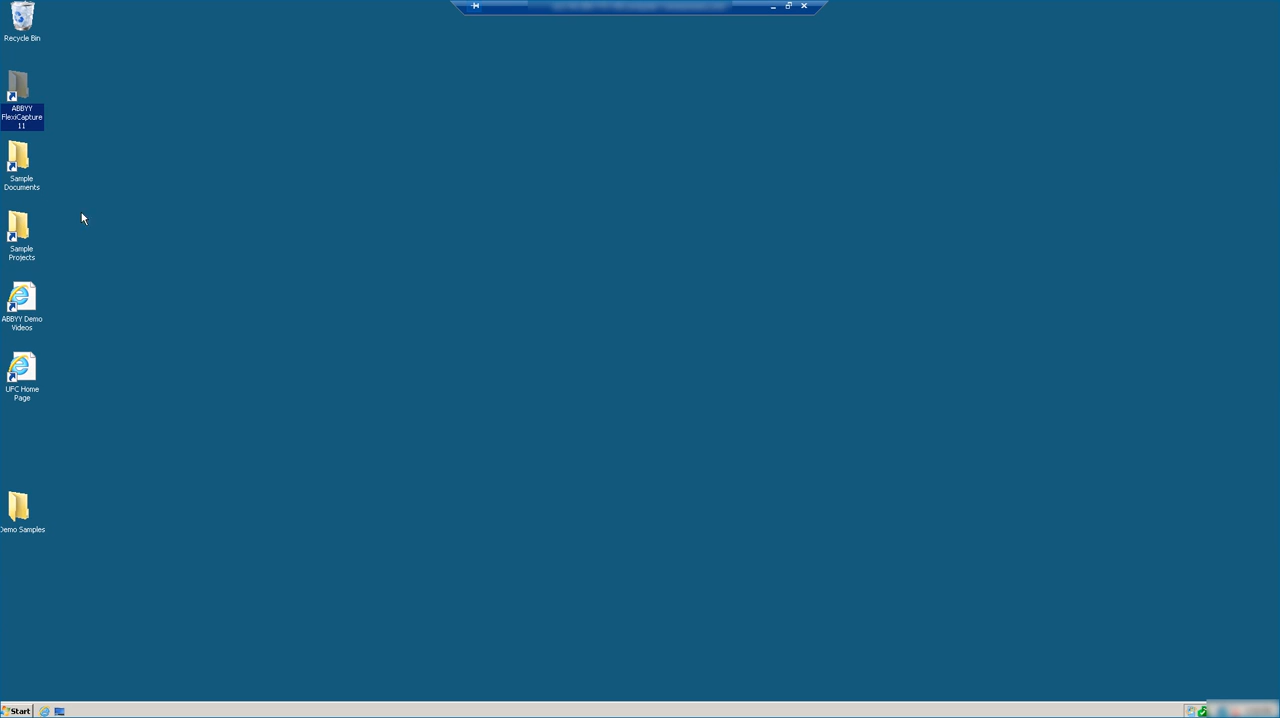 Recycle Bin
ABBYY
FlexiCapture
11
Sample
Documents
Sample
Projects
ABBYY Demo
Videos
UFC Home
Page
Demo Samples
Start